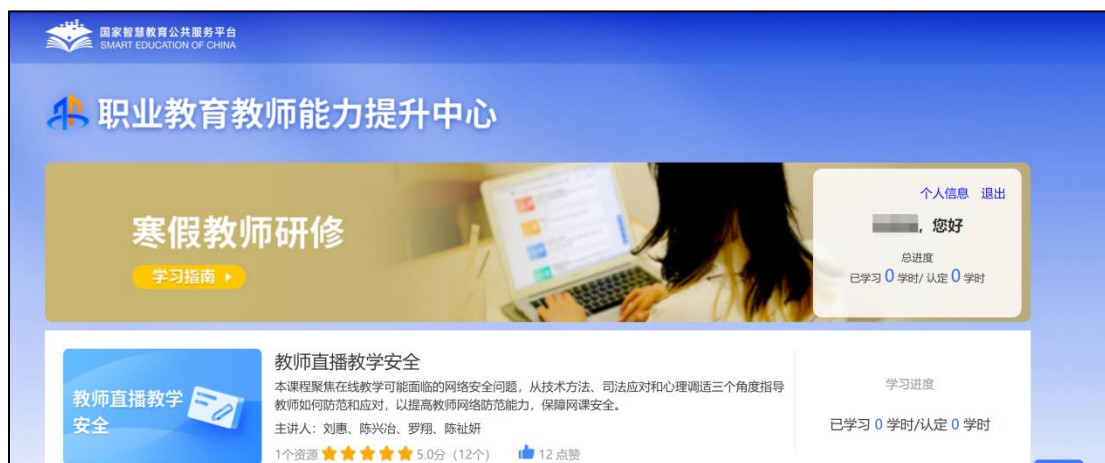 国家智慧教育公共服务平台
SMART EDUCATION OF CHINA
职业教育教师能力提升中心
寒假教师研修
学习指南
个人信息 退出
，您好
总进度
已学习 0 学时/ 认定 0 学时
教师直播教学
安全
教师直播教学安全
本课程聚焦在线教学可能面临的网络安全问题，从技术方法、司法应对和心理调适三个角度指导
教师如何防范和应对，以提高教师网络防范能力，保障网课安全。
主讲人：刘惠、陈兴冶、罗翔、陈祉妍
1个资源 5.0分（12个） 12 点赞
学习进度
已学习 0 学时/认定 0 学时